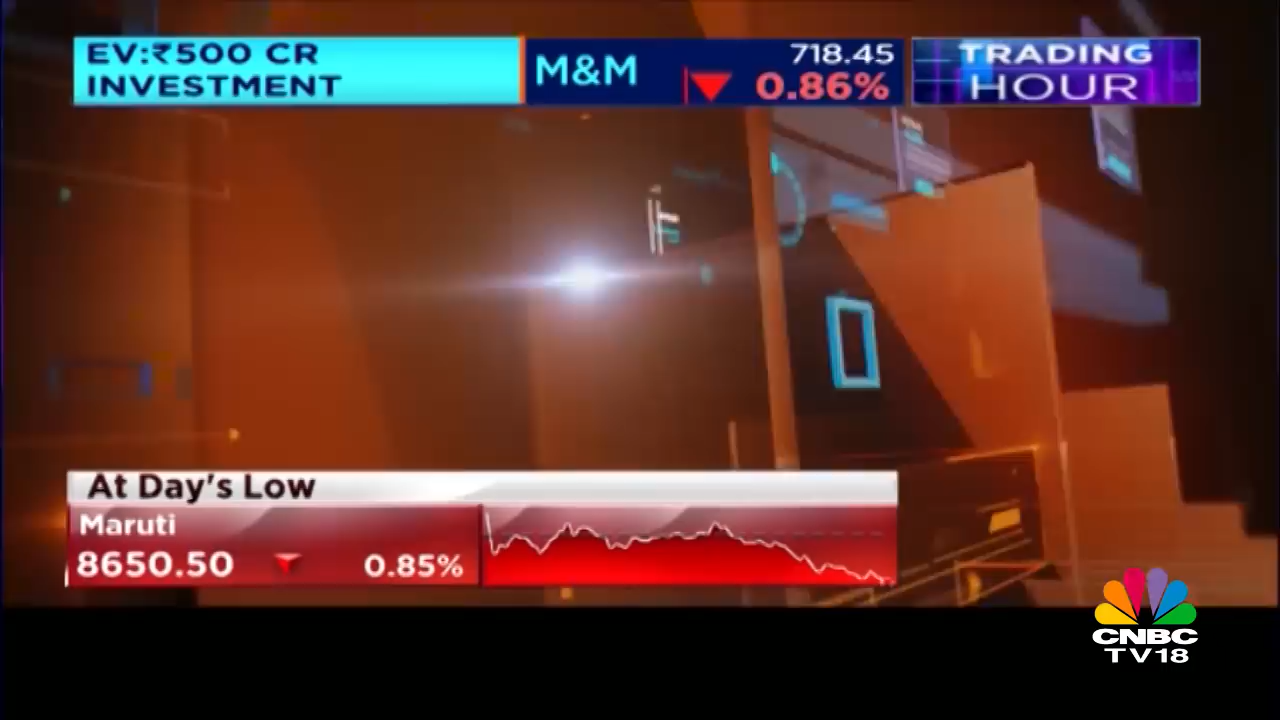 EV:₹500 CR
INVESTMENT
M&M
718.45
0.86%
TRADING
HOUR
At Day's Low
Maruti
8650.50
0.85%
CNBC
TV18